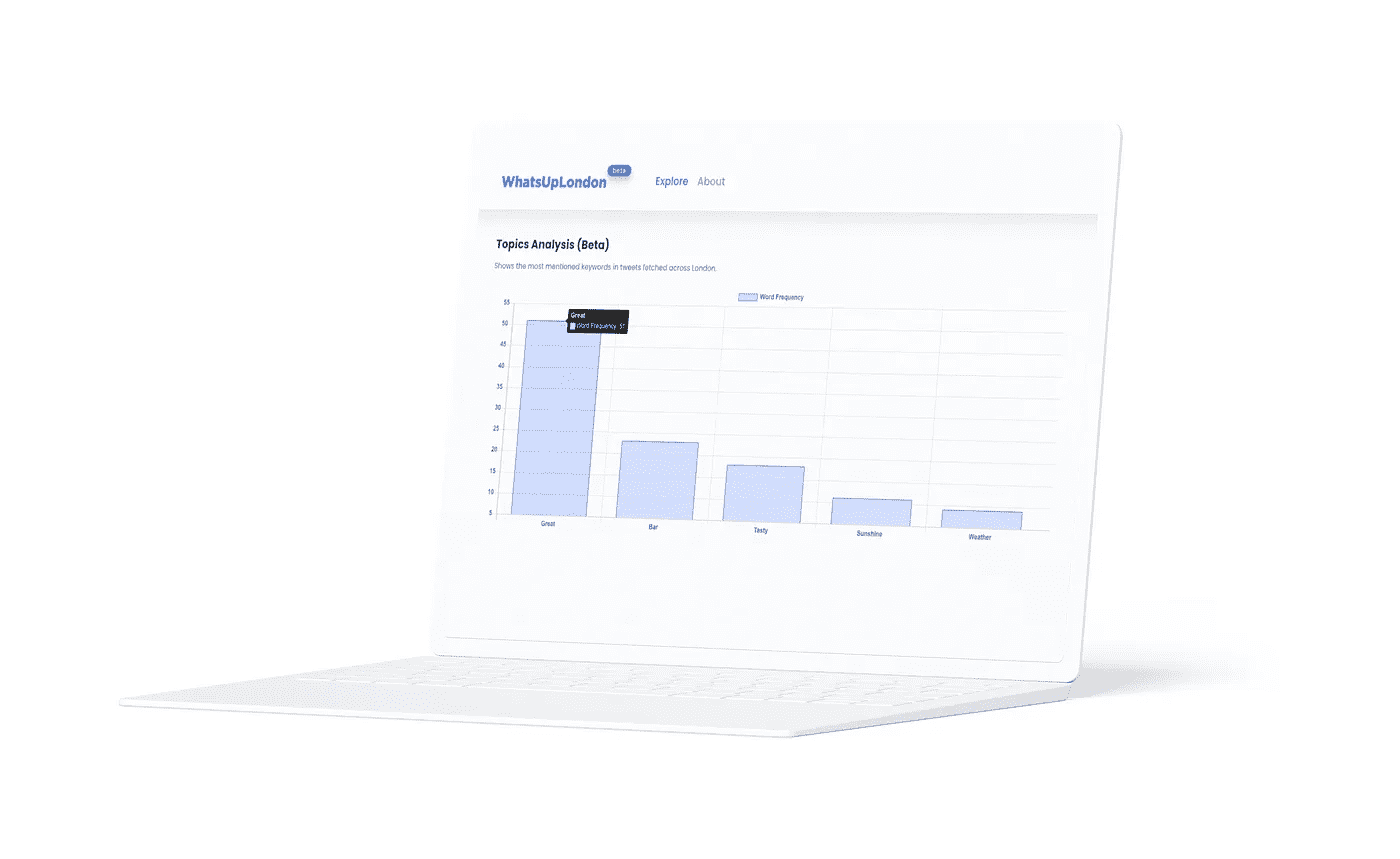 WhatsUpLondon beta Explore About
Topics Analysis (Beta)
Shows the most mentioned keywords in tweets fetched across London.
Word Frequency
55
Great
Word Frequency 51
50
45
40
35
30
25
20
15
10
5
Great Bar Tasty Sunshine Weather